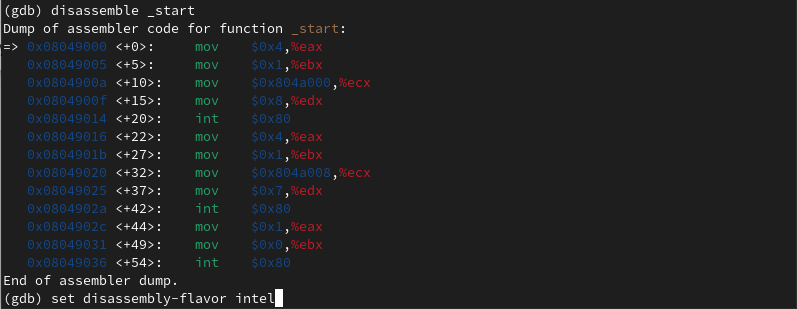 (gdb) disassemble _start
Dump of assembler code for function _start:
=> 0x08049000 <+0>:     mov    $0x4,%eax
   0x08049005 <+5>:     mov    $0x1,%ebx
   0x0804900a <+10>:    mov    $0x804a000,%ecx
   0x0804900f <+15>:    mov    $0x8,%edx
   0x08049014 <+20>:    int    $0x80
   0x08049016 <+22>:    mov    $0x4,%eax
   0x0804901b <+27>:    mov    $0x1,%ebx
   0x08049020 <+32>:    mov    $0x804a008,%ecx
   0x08049025 <+37>:    mov    $0x7,%edx
   0x0804902a <+42>:    int    $0x80
   0x0804902c <+44>:    mov    $0x1,%eax
   0x08049031 <+49>:    mov    $0x0,%ebx
   0x08049036 <+54>:    int    $0x80
End of assembler dump.
(gdb) set disassembly-flavor intel